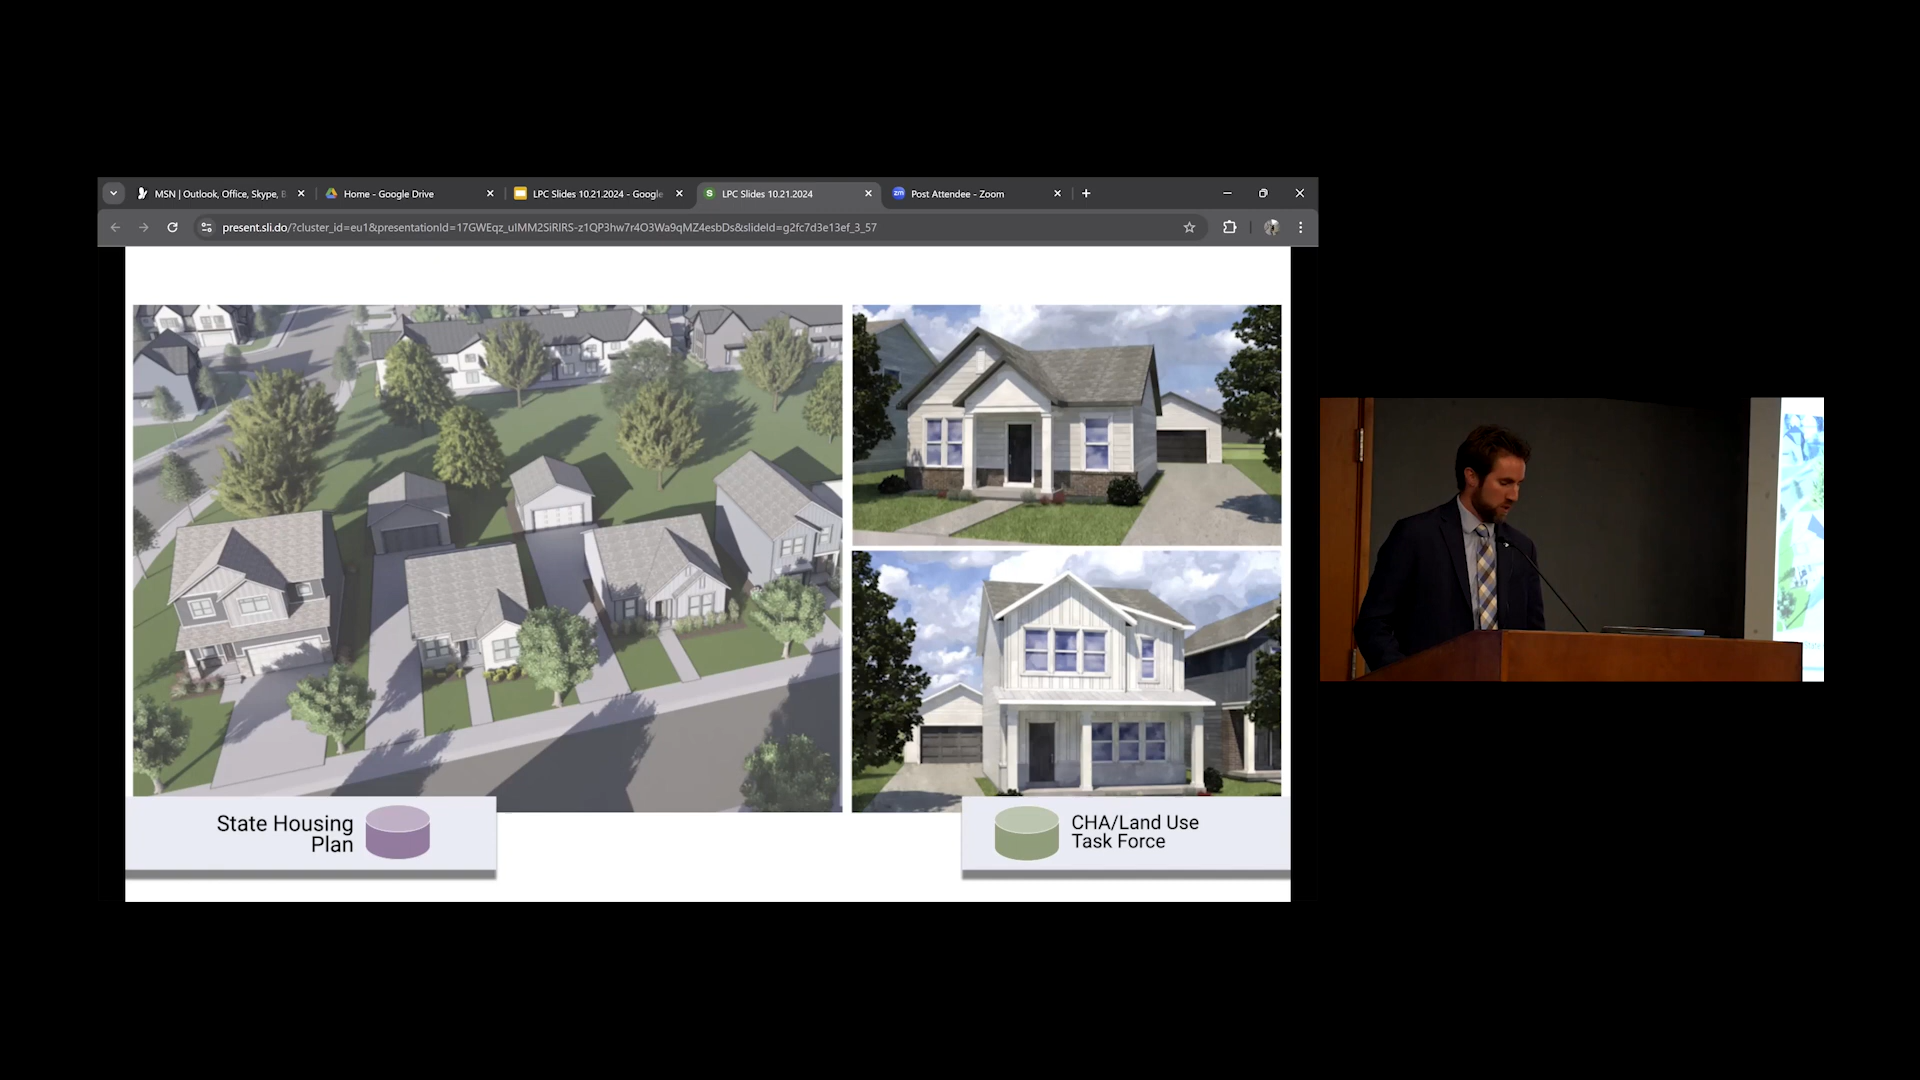 MSN | Outlook, Office, Skype, B
Home - Google Drive
LPC Slides 10.21.2024 - Google
LPC Slides 10.21.2024
zm
Post Attendee - Zoom
present.sli.do/?cluster_id=eu1&presentationId=17GWEqz_uIMM2SiRIRS-z1QP3hw7r4O3Wa9qMZ4esbDs&slideId=g2fc7d3e13ef_3_57
State Housing
Plan
CHA/Land Use
Task Force